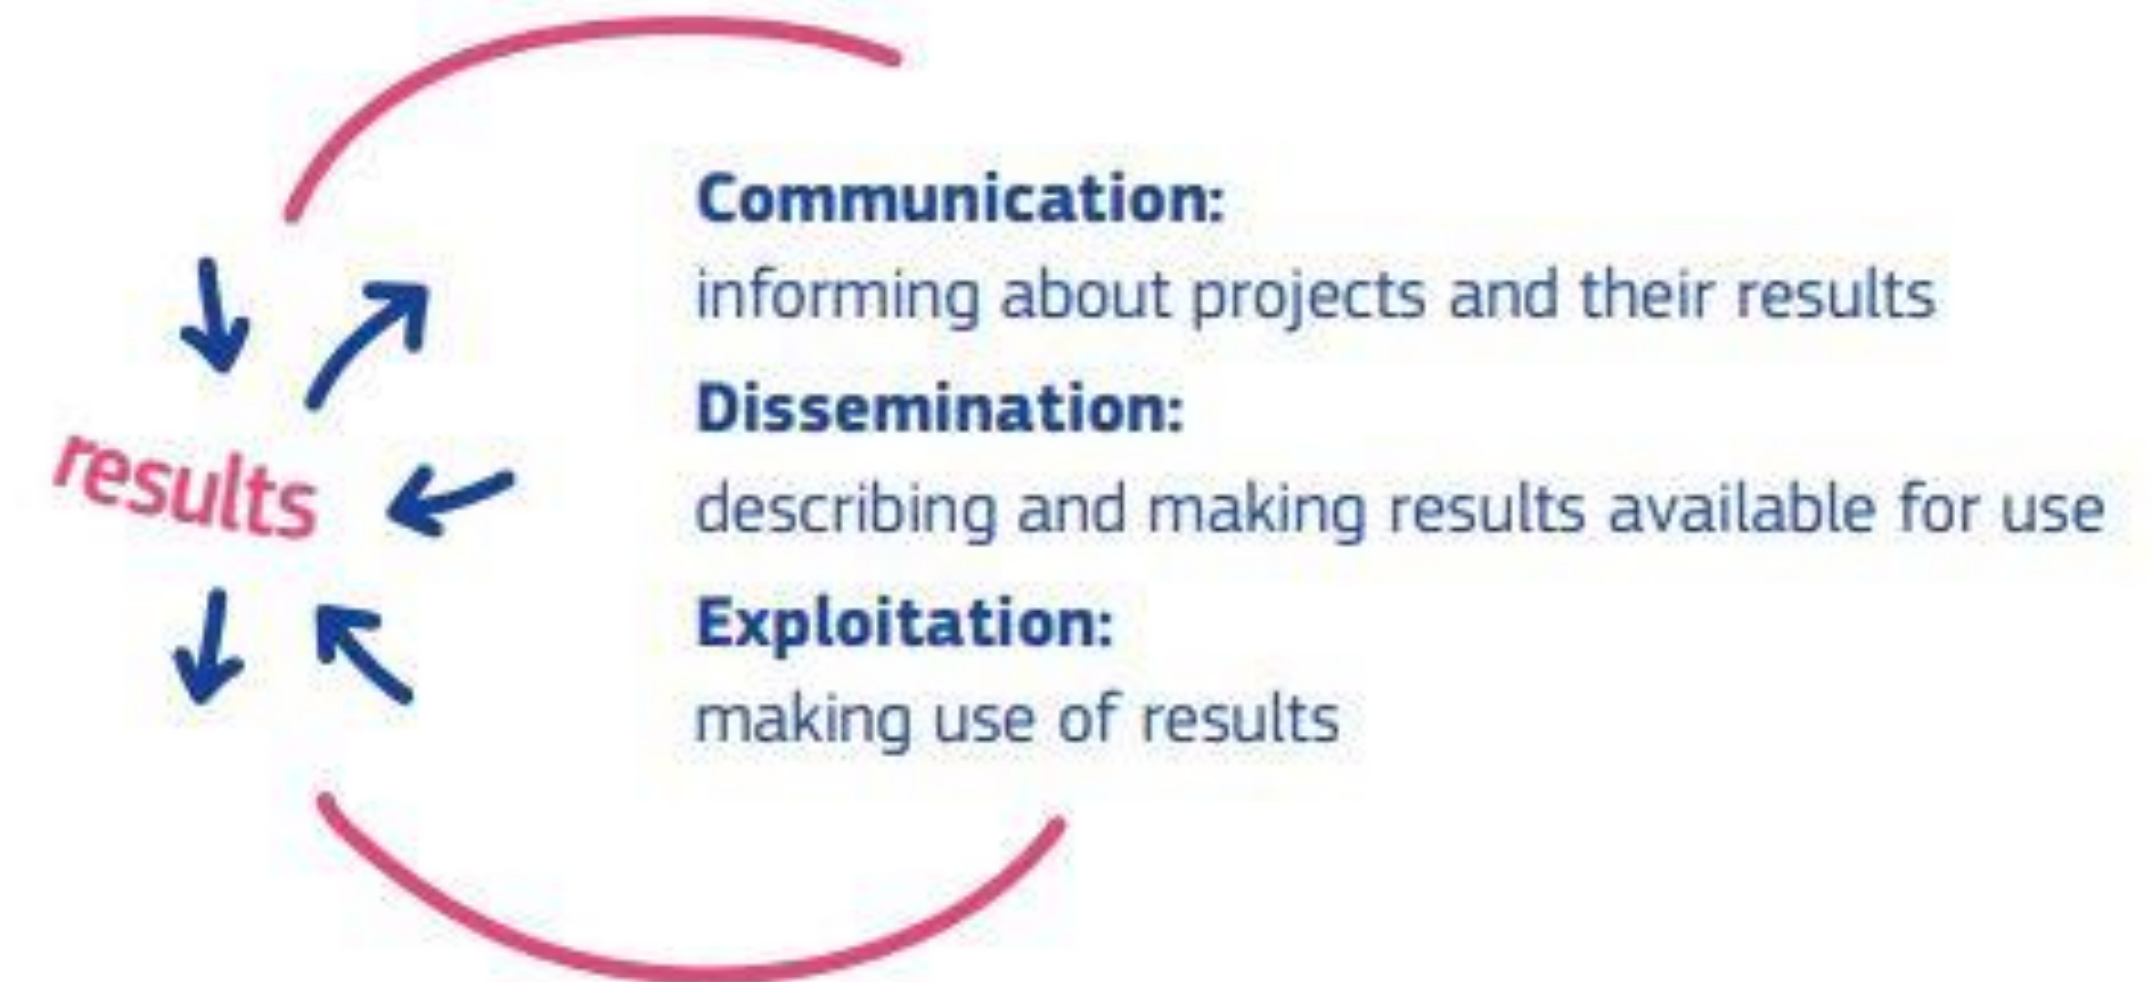 Communication:
informing about projects and their results
Dissemination:
results
describing and making results available for use
Exploitation:
making use of results